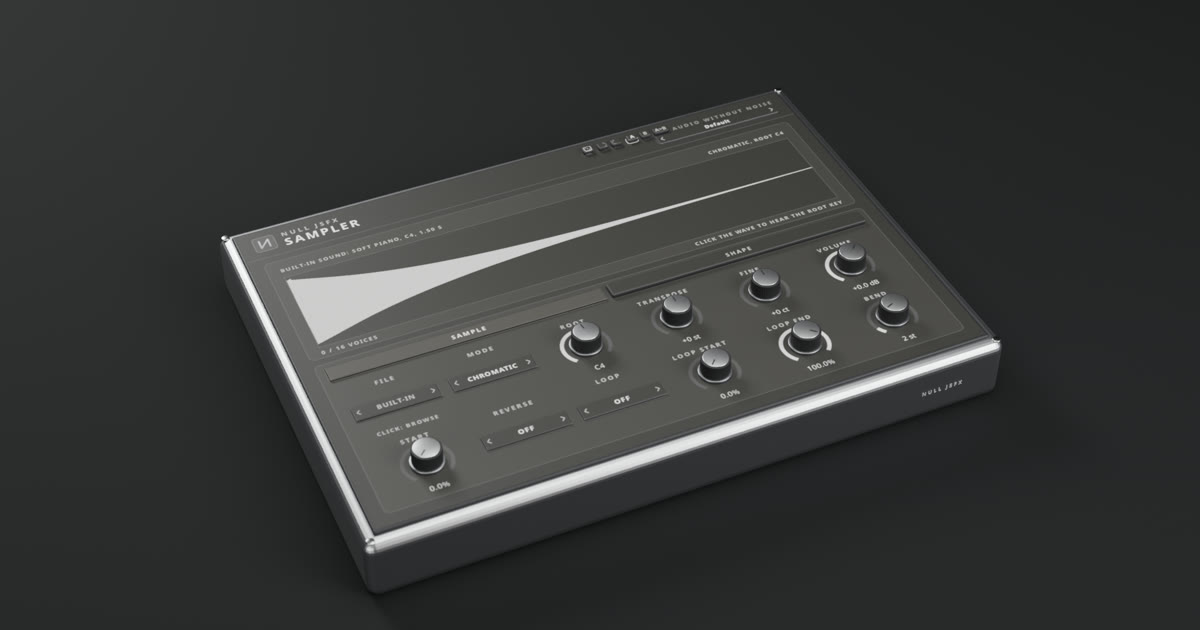 NULL JSFX
SAMPLER
AUDIO WITHOUT NOISE
Default
BUILT-IN SOUND: SOFT PIANO, C4, 1.90 S
CHROMATIC, ROOT C4
0 / 16 VOICES
CLICK THE WAVE TO HEAR THE ROOT KEY
SAMPLE
SHAPE
FILE
BUILT-IN
CLICK: BROWSE
MODE
CHROMATIC
ROOT
C4
TRANSPOSE
+0 st
FINE
+0 ct
VOLUME
+0.0 dB
START
0.0%
REVERSE
OFF
LOOP
OFF
LOOP START
0.0%
LOOP END
100.0%
BEND
2 st
NULL JSFX